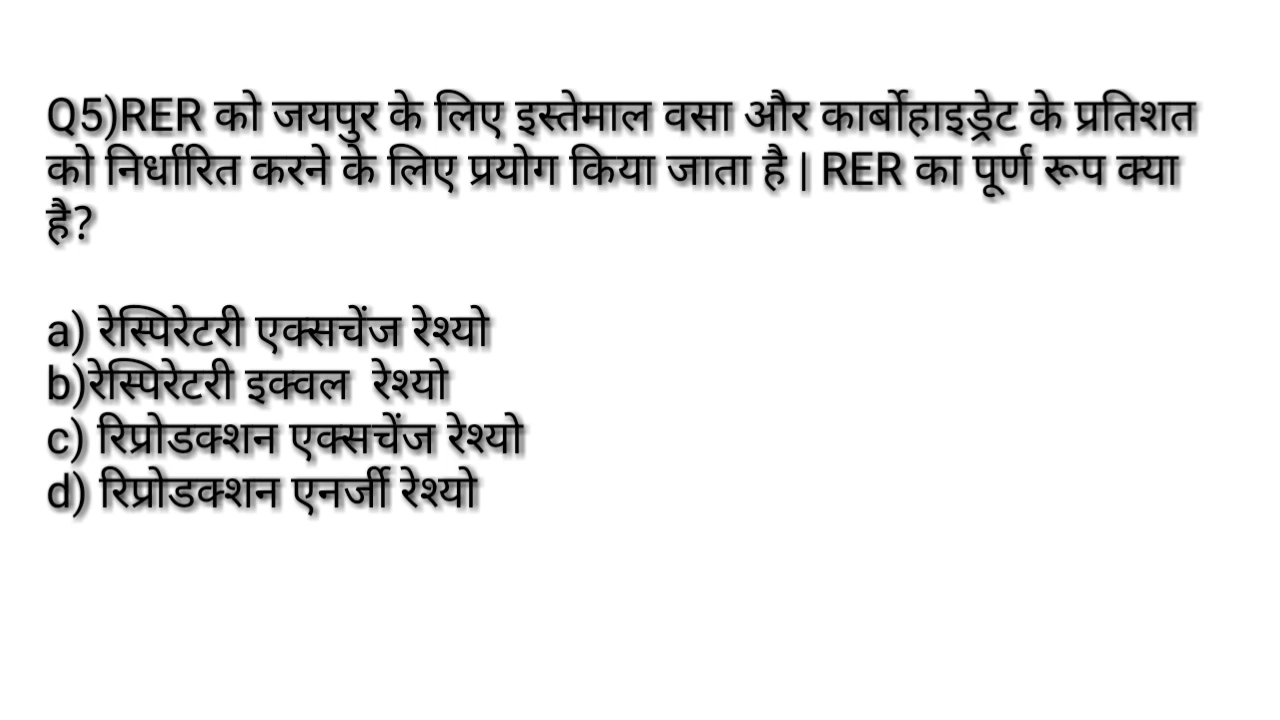 Q5)RER को जयपुर के लिए इस्तेमाल वसा और कार्बोहाइड्रेट के प्रतिशत
को निर्धारित करने के लिए प्रयोग किया जाता है | RER का पूर्ण रूप क्या
है?
a) रेस्पिरेटरी एक्सचेंज रेश्यो
b)रेस्पिरेटरी इक्वल रेश्यो
c) रिप्रोडक्शन एक्सचेंज रेश्यो
d) रिप्रोडक्शन एनर्जी रेश्यो